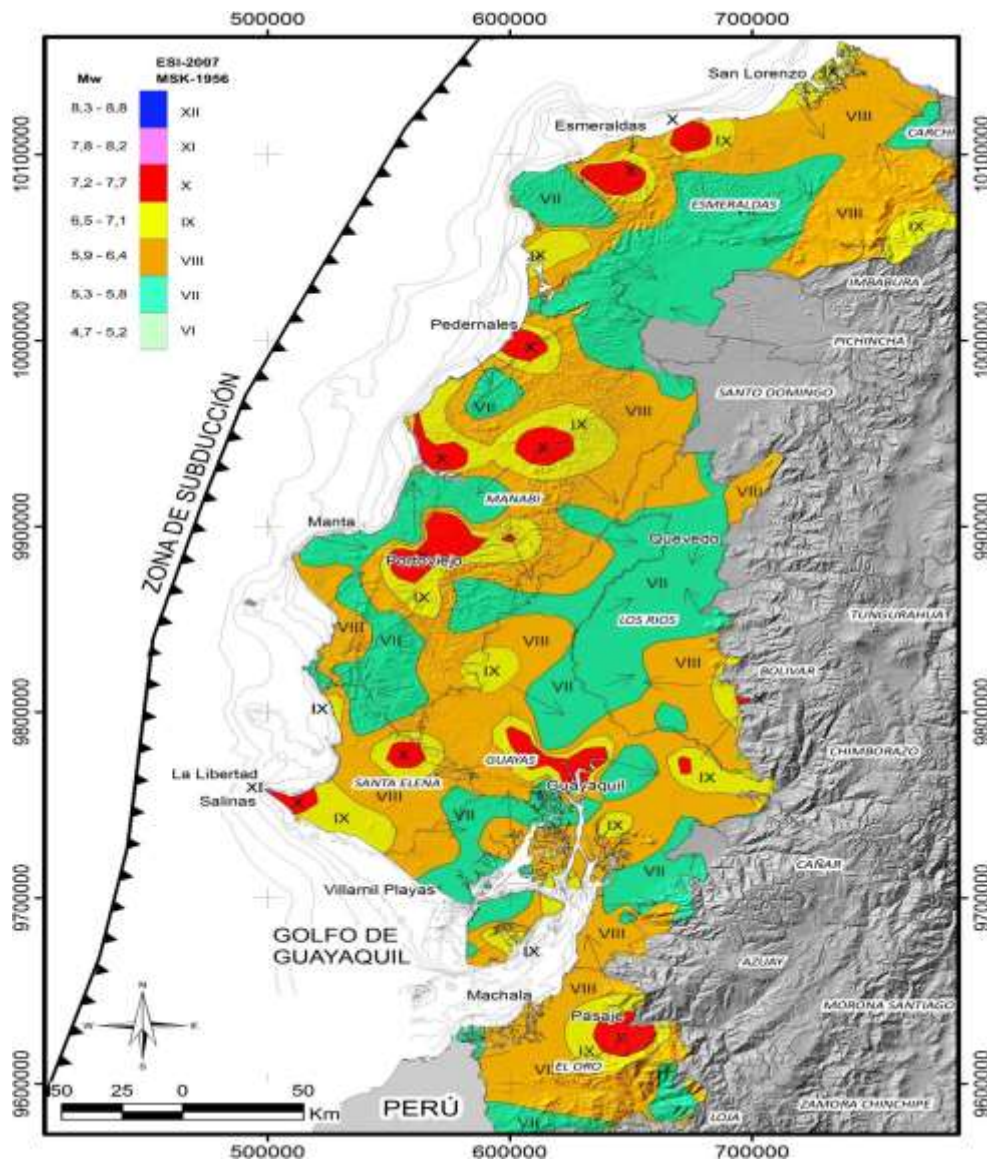 500000 600000 700000
ESI-2007
Mw MSK-1956
8,3 - 8,8 XII
7,8 - 8,2 XI
7,2 - 7,7 X
6,5 - 7,1 IX
5,9 - 6,4 VIII
5,3 - 5,8 VII
4,7 - 5,2 VI
San Lorenzo
IX
X
Esmeraldas
IX
VIII
CARCHI
10100000
10100000
X
VII
ESMERALDAS
VIII
IX
IX
IMBABURA
Pedernales
X
10000000
10000000
PICHINCHA
SANTO DOMINGO
VII
VIII
IX
X
X
ZONA DE SUBDUCCIÓN
MANABÍ
VIII
Manta
9900000
9900000
Quevedo
Portoviejo
IX
VII
LOS RIOS
TUNGURAHUA
VIII
VII
VIII
IX
VIII
BOLIVAR
X
VII
IX
9800000
9800000
X
GUAYAS
CHIMBORAZO
IX
La Libertad
XI
SANTA ELENA
Guayaquil
Salinas
X
VIII
IX
VII
IX
CAÑAR
VII
Villamil Playas
9700000
9700000
GOLFO DE
GUAYAQUIL
IX
VIII
AZUAY
VIII
Machala
MORONA SANTIAGO
Pasaje
X
IX
EL ORO
N
W E
S
9600000
9600000
50 25 0 50
Km
PERÚ
VII
LOJA
ZAMORA CHINCHIPE
500000 600000 700000